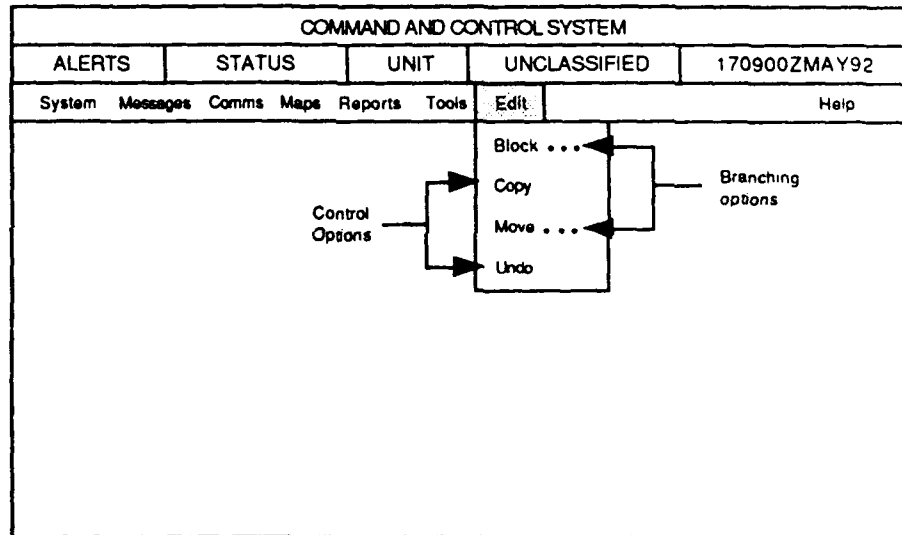 COMMAND AND CONTROL SYSTEM
ALERTS STATUS UNIT UNCLASSIFIED 170900ZMAY92
System Messages Comms Maps Reports Tools Edit Help
Block ...
Copy
Move ...
Undo
Control
Options
Branching
options